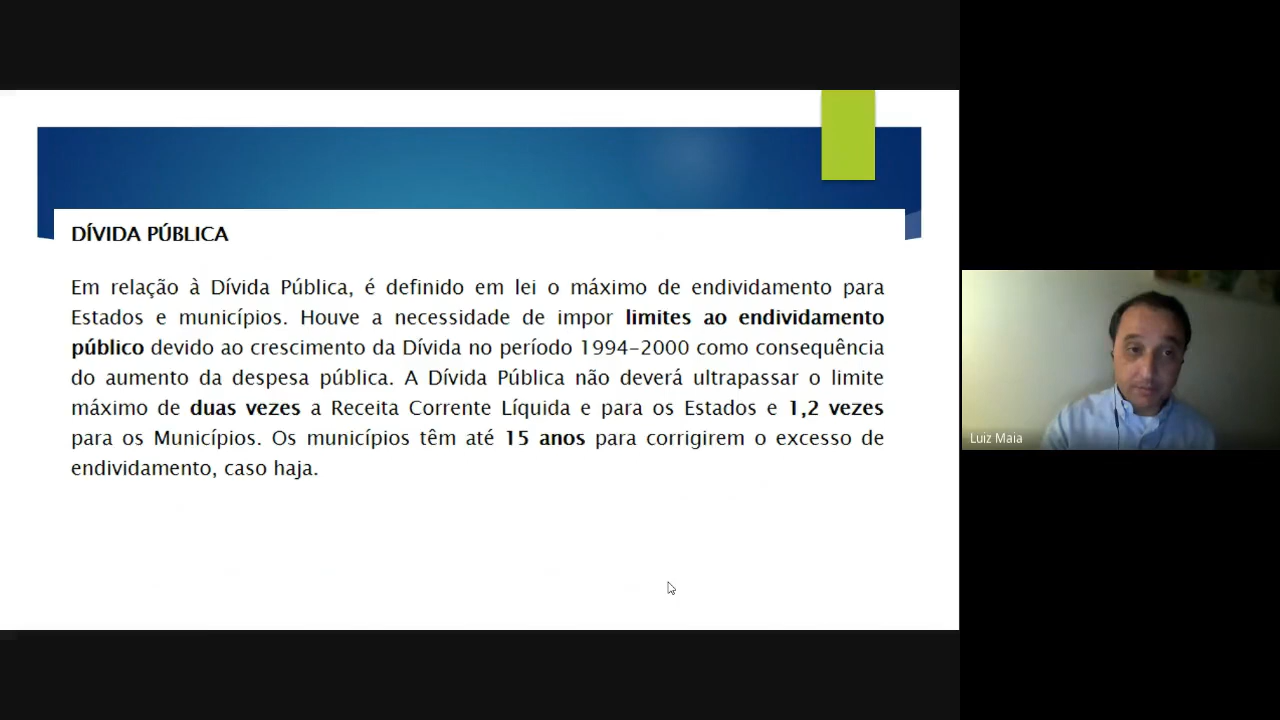 DÍVIDA PÚBLICA
Em relação à Dívida Pública, é definido em lei o máximo de endividamento para
Estados e municípios. Houve a necessidade de impor limites ao endividamento
público devido ao crescimento da Dívida no período 1994-2000 como consequência
do aumento da despesa pública. A Dívida Pública não deverá ultrapassar o limite
máximo de duas vezes a Receita Corrente Líquida e para os Estados e 1,2 vezes
para os Municípios. Os municípios têm até 15 anos para corrigirem o excesso de
endividamento, caso haja.
Luiz Maia